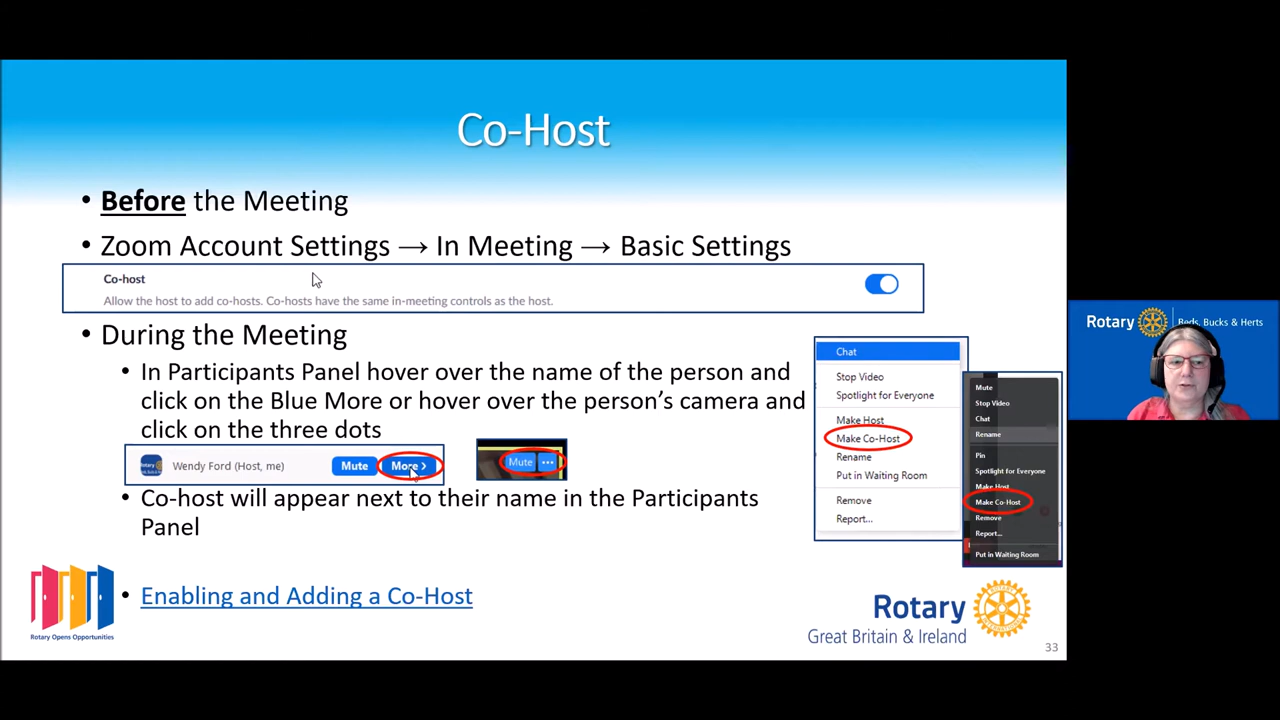 Co-Host
• Before the Meeting
• Zoom Account Settings → In Meeting → Basic Settings
Co-host
Allow the host to add co-hosts. Co-hosts have the same in-meeting controls as the host.
• During the Meeting
• In Participants Panel hover over the name of the person and
click on the Blue More or hover over the person's camera and
click on the three dots
Wendy Ford (Host, me)
Mute
More >
Mute
• Co-host will appear next to their name in the Participants
Panel
• Enabling and Adding a Co-Host
Chat
Stop Video
Spotlight for Everyone
Make Host
Make Co-Host
Rename
Put in Waiting Room
Remove
Report...
Mute
Stop Video
Chat
Rename
Pin
Spotlight for Everyone
Make Host
Make Co-Host
Remove
Report...
Put in Waiting Room
Rotary Opens Opportunities
Rotary
Great Britain & Ireland
33
Rotary
Beds, Bucks & Herts